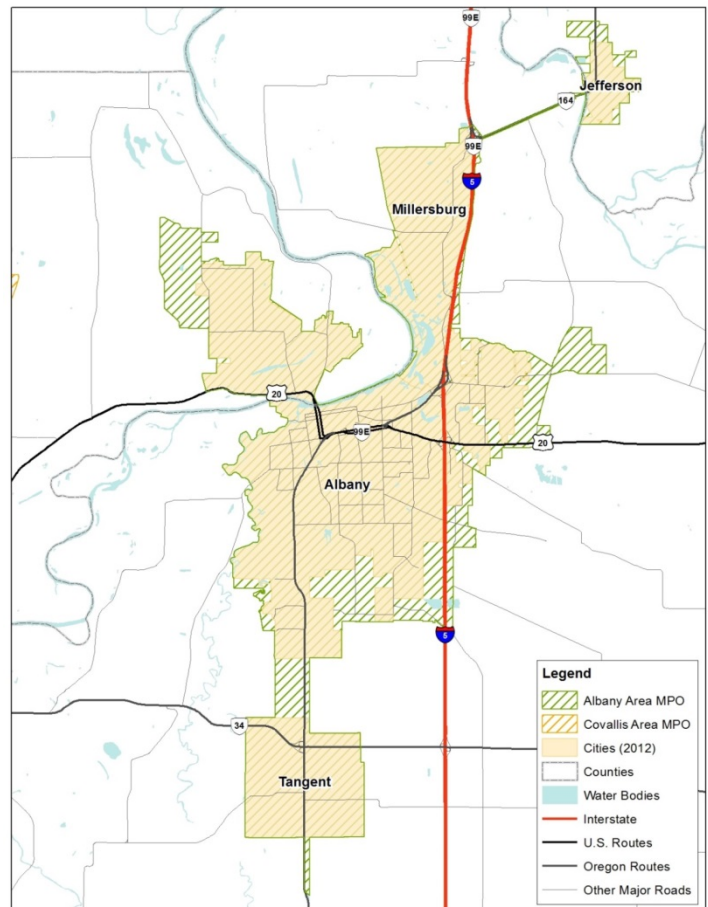 99E
Jefferson
164
99E
5
Millersburg
20
99E
20
Albany
5
34
Tangent
Legend
Albany Area MPO
Covallis Area MPO
Cities (2012)
Counties
Water Bodies
Interstate
U.S. Routes
Oregon Routes
Other Major Roads